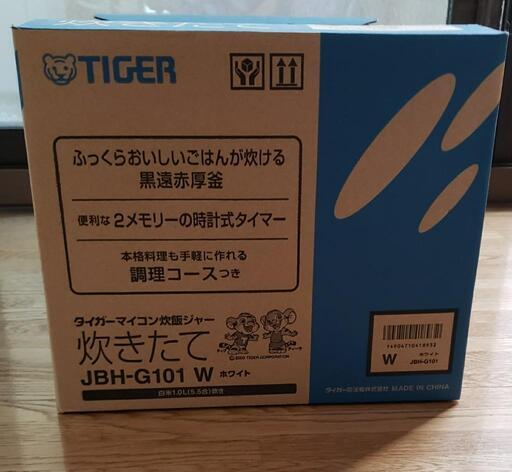 TIGER
ふっくらおいしいごはんが炊ける
黒遠赤厚釜
便利な2メモリーの時計式タイマー
本格料理も手軽に作れる
調理コースつき
タイガーマイコン炊飯ジャー
炊きたて
JBH-G101 W ホワイト
白米1.0L(5.5合)炊き
W ホワイト
JBH-G101
タイガー魔法瓶株式会社 MADE IN CHINA